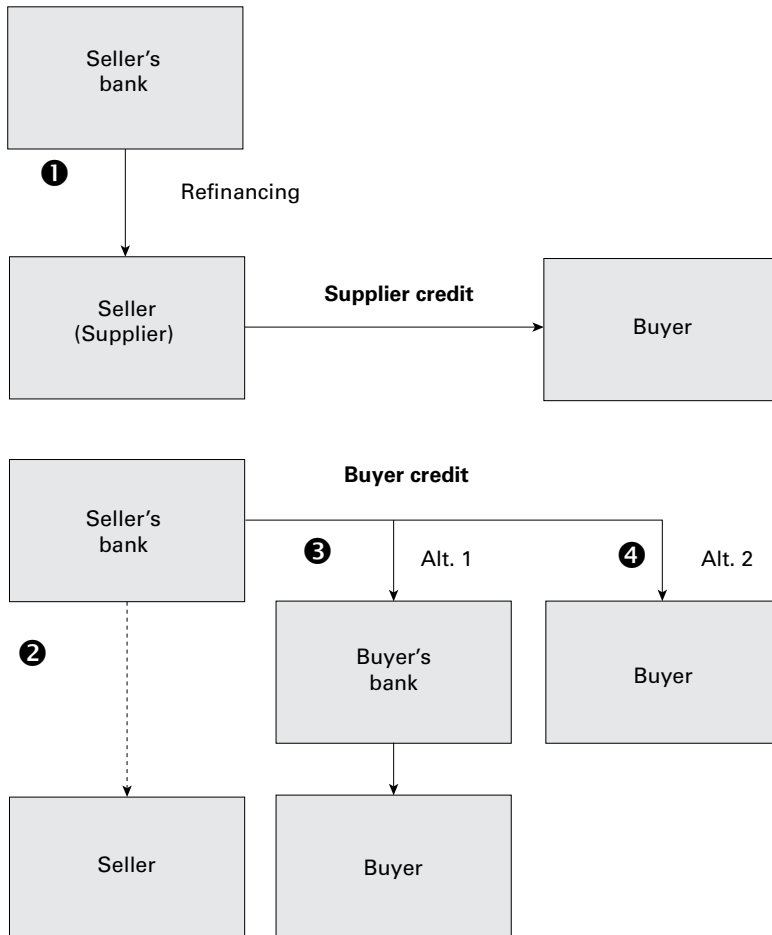 Seller’s
bank
❶
Refinancing
Seller
(Supplier)
Supplier credit
Buyer
Seller’s
bank
Buyer credit
❸
Alt. 1
❹
Alt. 2
❷
Buyer’s
bank
Buyer
Seller
Buyer